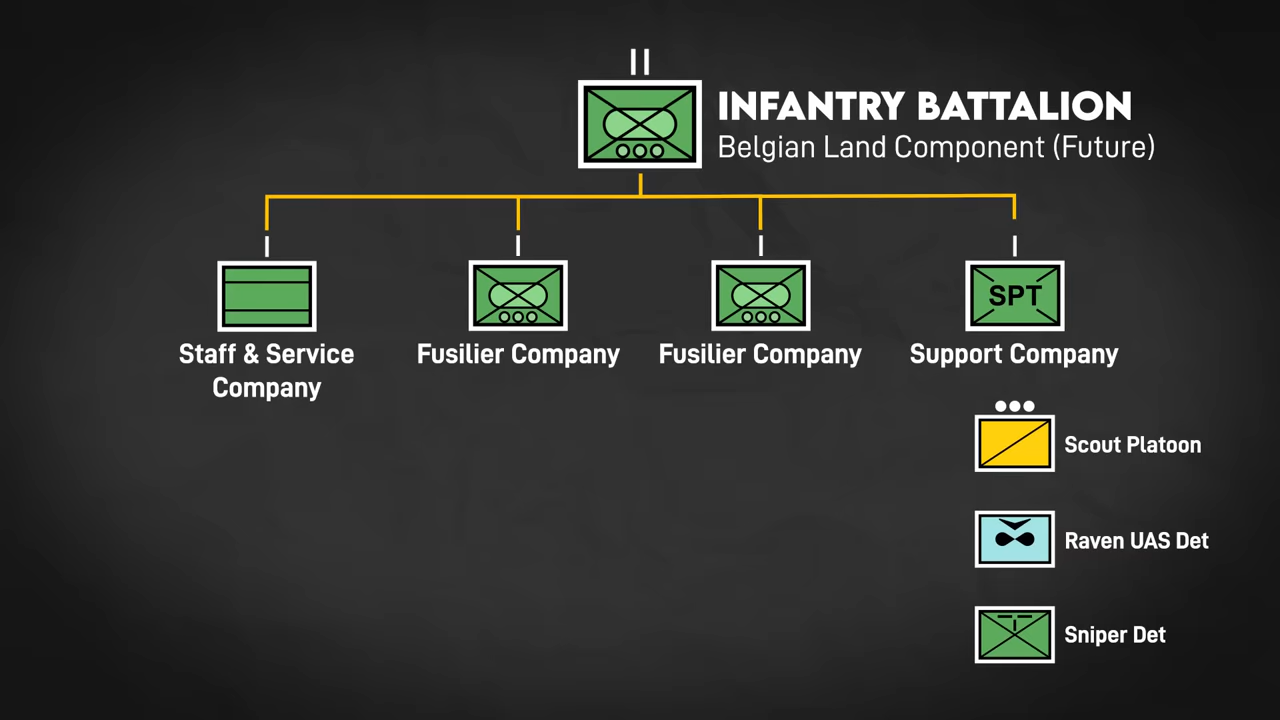 INFANTRY BATTALION
Belgian Land Component (Future)
SPT
Staff & Service
Company
Fusilier Company
Fusilier Company
Support Company
Scout Platoon
Raven UAS Det
Sniper Det